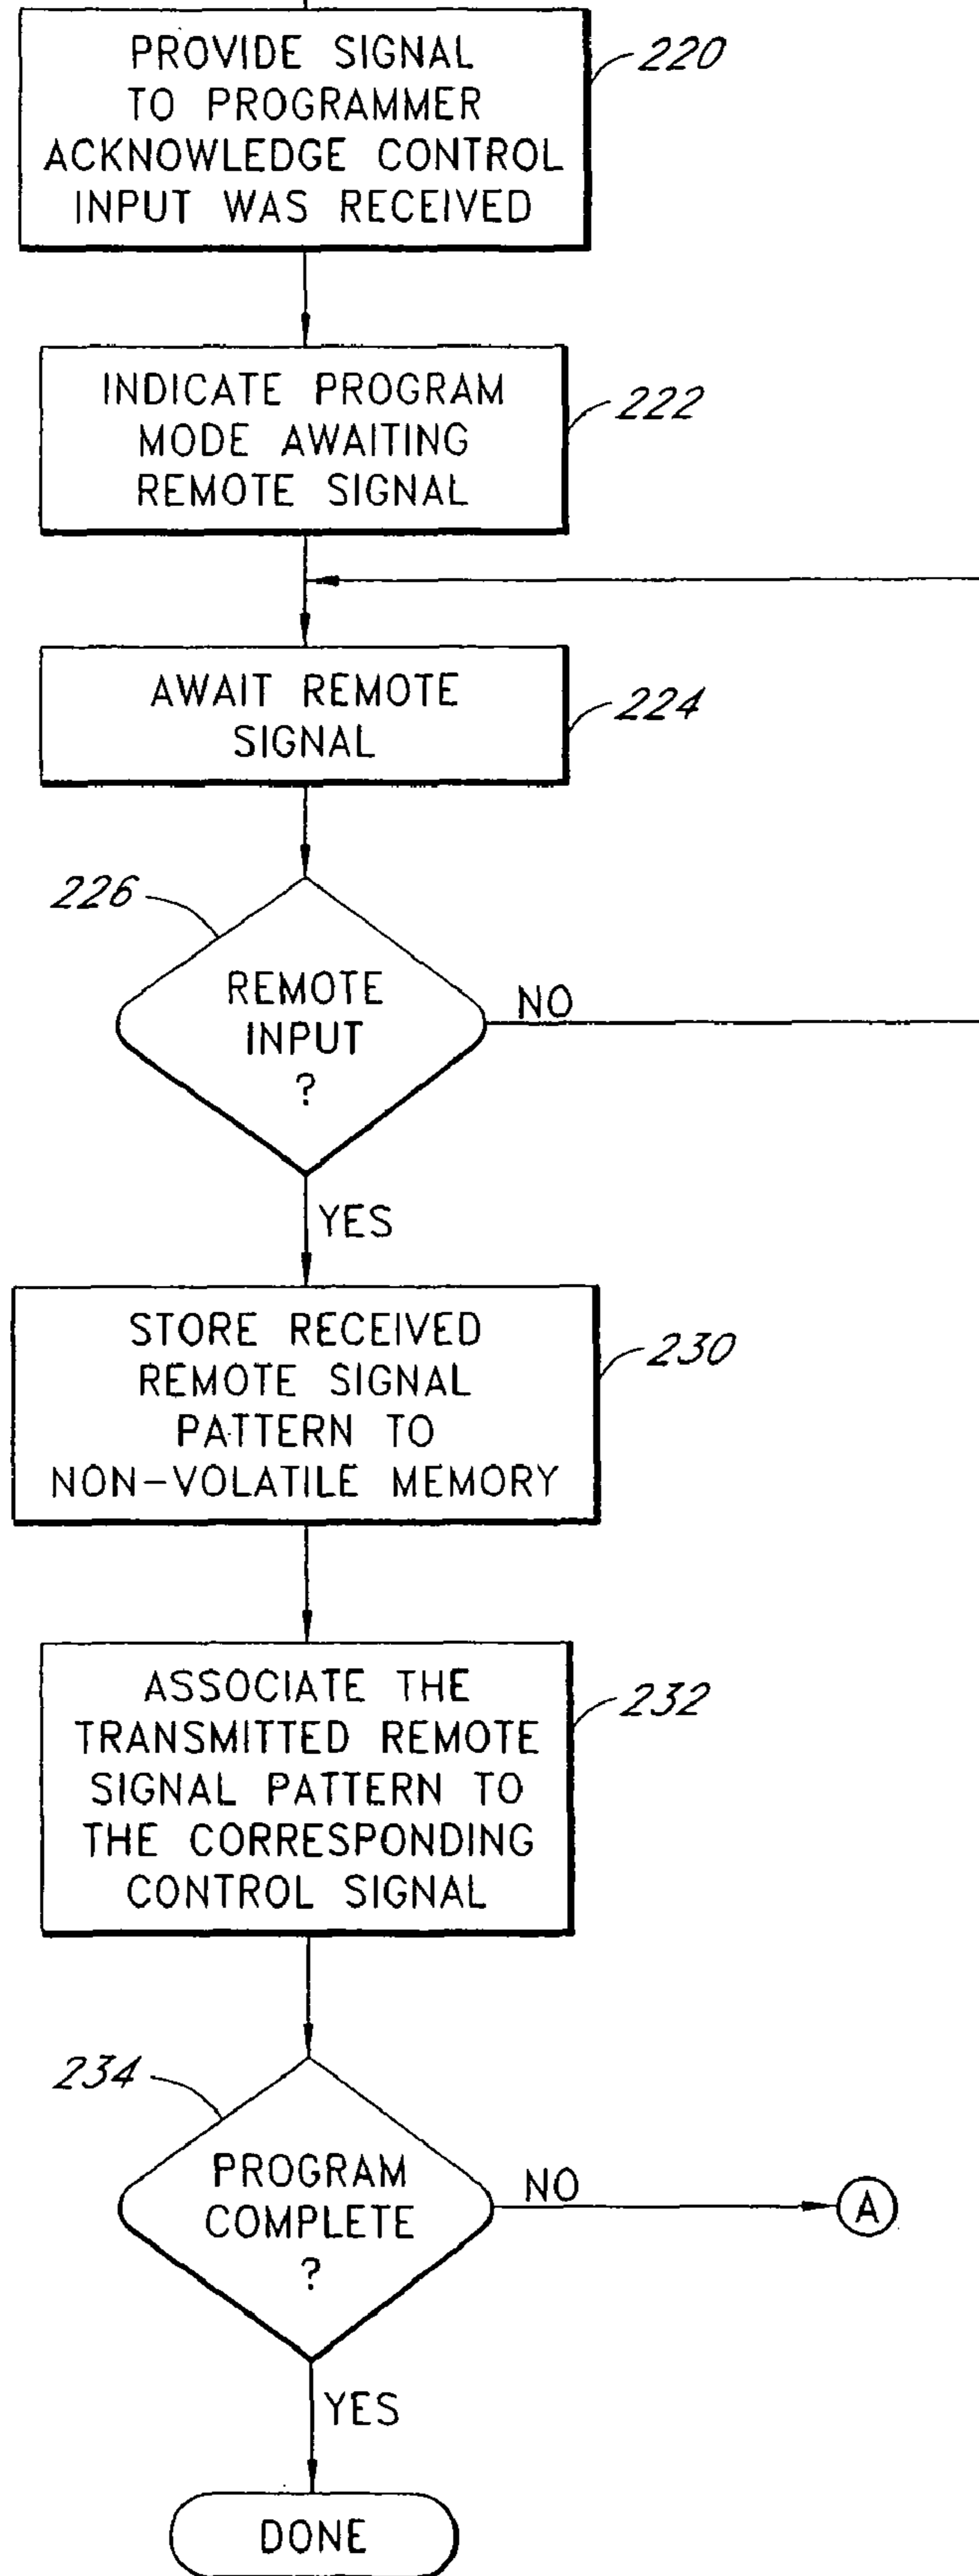 PROVIDE SIGNAL
TO PROGRAMMER
ACKNOWLEDGE CONTROL
INPUT WAS RECEIVED
220
INDICATE PROGRAM
MODE AWAITING
REMOTE SIGNAL
222
AWAIT REMOTE
SIGNAL
224
226
REMOTE
INPUT
?
NO
YES
STORE RECEIVED
REMOTE SIGNAL
PATTERN TO
NON-VOLATILE MEMORY
230
ASSOCIATE THE
TRANSMITTED REMOTE
SIGNAL PATTERN TO
THE CORRESPONDING
CONTROL SIGNAL
232
234
PROGRAM
COMPLETE
?
NO
A
YES
DONE